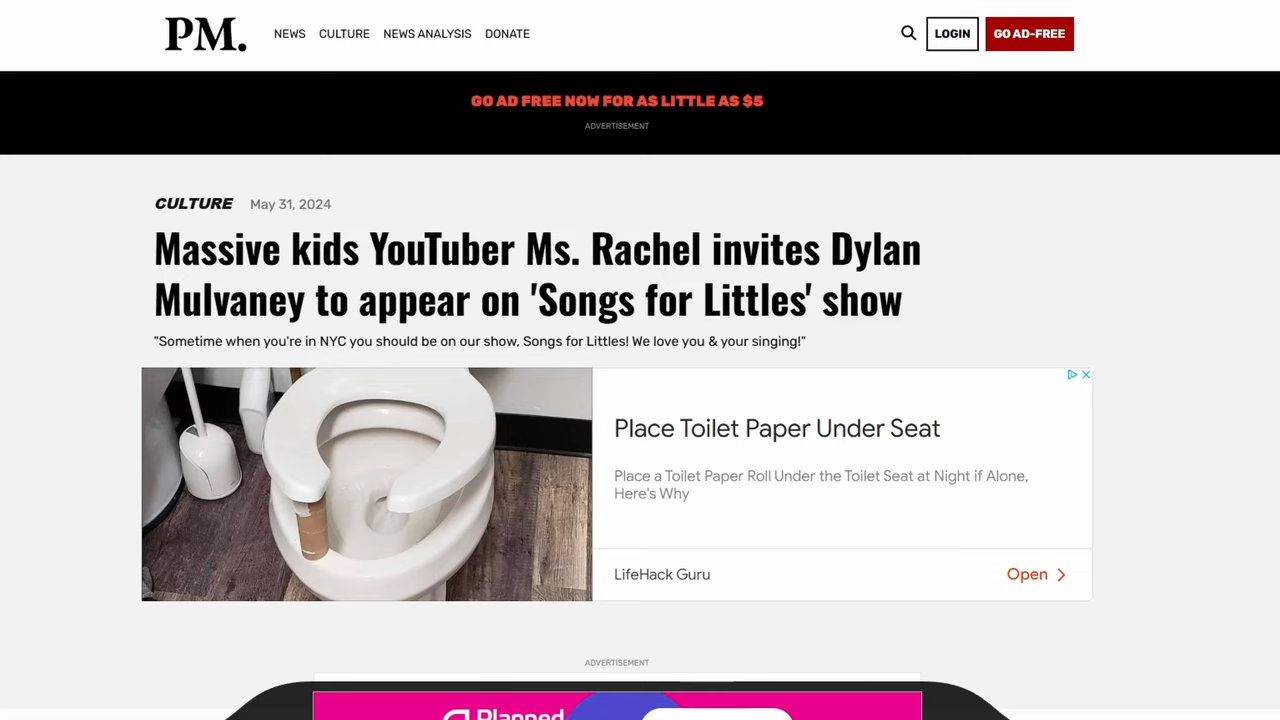 PM.
NEWS CULTURE NEWS ANALYSIS DONATE
LOGIN
GO AD-FREE
GO AD FREE NOW FOR AS LITTLE AS $5
ADVERTISEMENT
CULTURE May 31, 2024
Massive kids YouTuber Ms. Rachel invites Dylan
Mulvaney to appear on 'Songs for Littles' show
"Sometime when you're in NYC you should be on our show, Songs for Littles! We love you & your singing!"
Place Toilet Paper Under Seat
Place a Toilet Paper Roll Under the Toilet Seat at Night if Alone,
Here's Why
LifeHack Guru
Open
ADVERTISEMENT
Planned